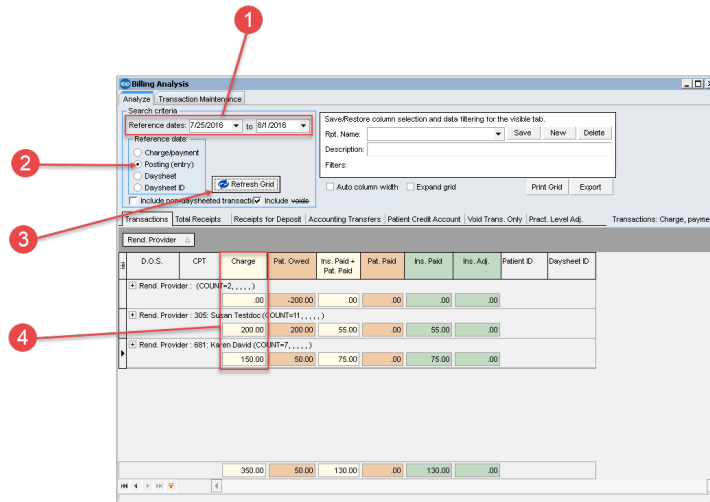 1
Billing Analysis
Analyze Transaction Maintenance
Search criteria
Reference dates: 7/25/2016 to 8/1/2016
Reference date:
Charge/payment
2 Posting (entry)
Daysheet
Daysheet ID
Refresh Grid
Include non-daysheeted transacti Include voids
Save/Restore column selection and data filtering for the visible tab.
Rpt. Name: Save New Delete
Description:
Filters:
Auto column width Expand grid Print Grid Export
3
Transactions Total Receipts Receipts for Deposit Accounting Transfers Patient Credit Account Void Trans. Only Pract. Level Adj. Transactions: Charge, payme
Rend. Provider
D.O.S. CPT Charge Pat. Owed Ins. Paid + Pat. Paid Pat. Paid Ins. Paid Ins. Adj. Patient ID Daysheet ID
Rend. Provider : (COUNT=2, , , , , )
.00 -200.00 .00 .00 .00 .00
Rend. Provider : 305: Susan Testdoc (COUNT=11, , , , , )
4 200.00 200.00 55.00 .00 55.00 .00
Rend. Provider : 681: Karen David (COUNT=7, , , , , )
150.00 50.00 75.00 .00 75.00 .00
350.00 50.00 130.00 .00 130.00 .00